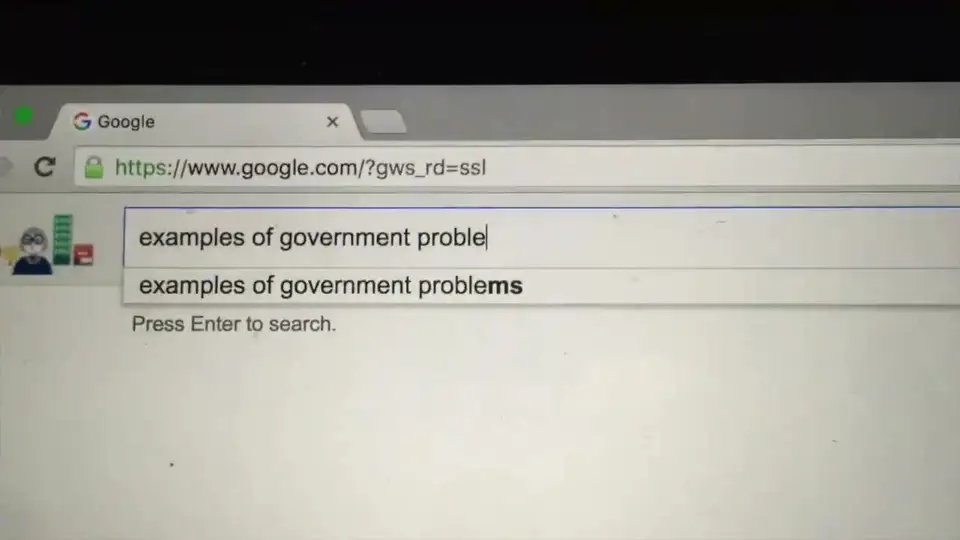 Google
https://www.google.com/?gws_rd=ssl
examples of government proble
examples of government problems
Press Enter to search.